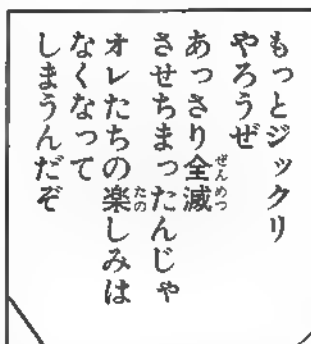 もっとジックリ
やろうぜ
あっさり全滅
させちまったんじゃ
オレたちの楽しみは
なくなって
しまうんだぞ